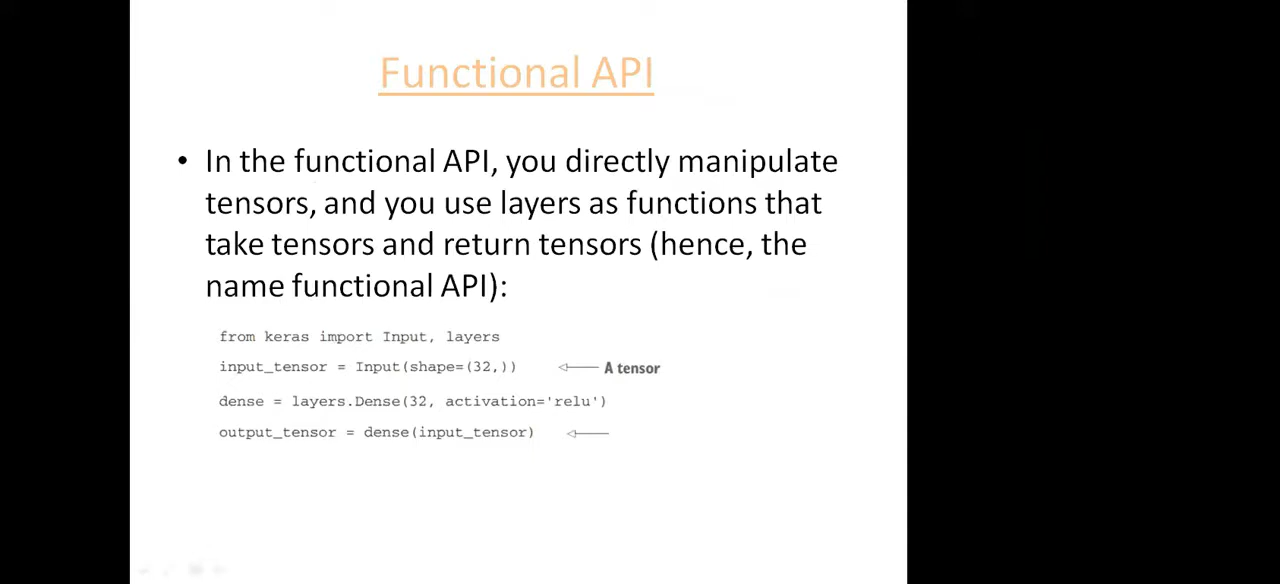 Functional API
• In the functional API, you directly manipulate
tensors, and you use layers as functions that
take tensors and return tensors (hence, the
name functional API):
from keras import Input, layers
input_tensor = Input(shape=(32,)) A tensor
dense = layers.Dense(32, activation='relu')
output_tensor = dense(input_tensor)